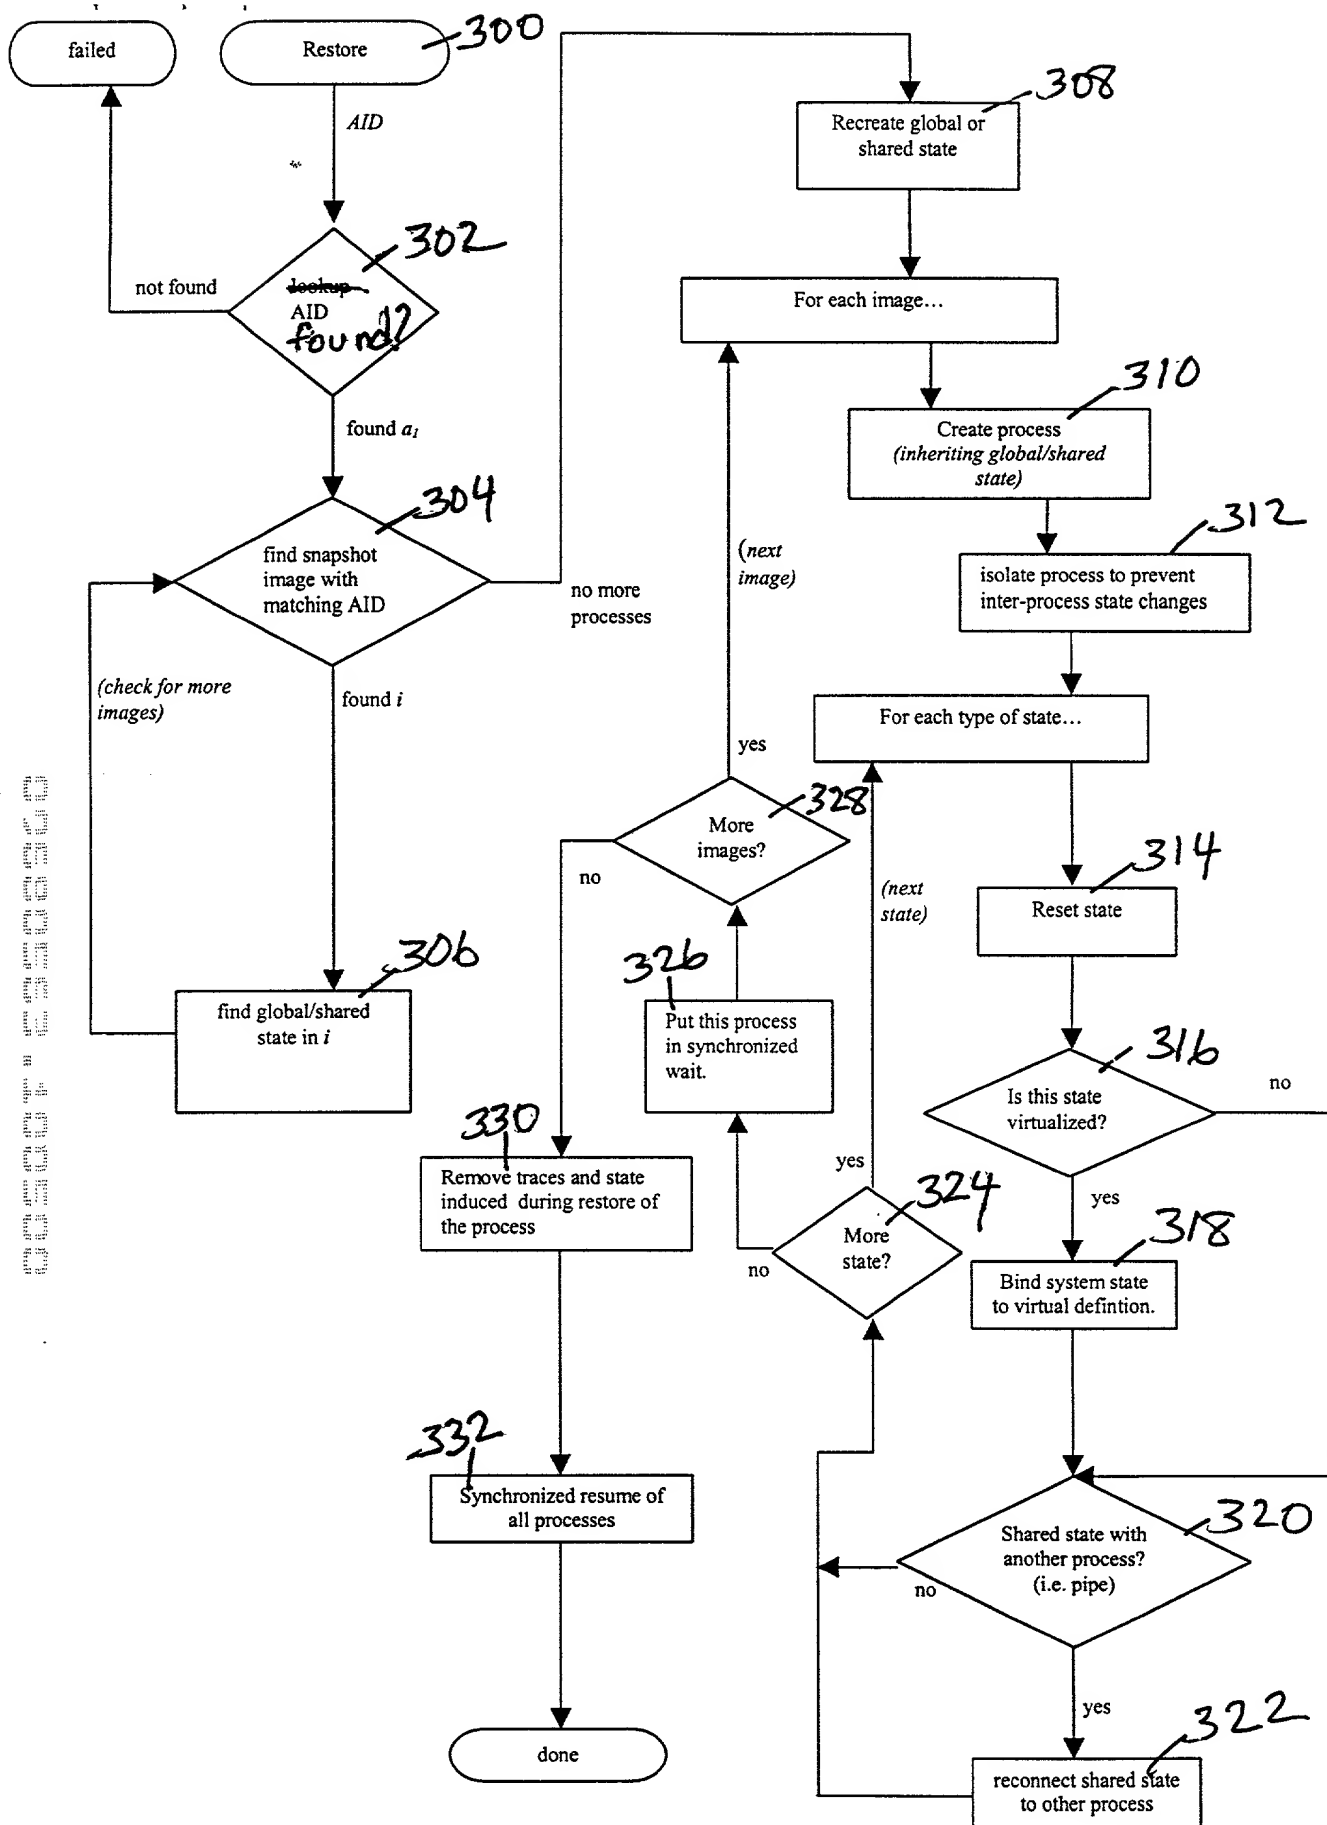 failed
Restore
300
AID
302
not found
lookup
AID
found?
found a1
304
find snapshot
image with
matching AID
no more
processes
(check for more
images)
found i
306
find global/shared
state in i
308
Recreate global or
shared state
For each image...
310
Create process
(inheriting global/shared
state)
312
isolate process to prevent
inter-process state changes
For each type of state...
(next
image)
yes
328
More
images?
no
(next
state)
314
Reset state
326
Put this process
in synchronized
wait.
316
Is this state
virtualized?
no
yes
330
Remove traces and state
induced during restore of
the process
yes
324
More
state?
no
318
Bind system state
to virtual defintion.
332
Synchronized resume of
all processes
320
Shared state with
another process?
(i.e. pipe)
no
yes
322
reconnect shared state
to other process
done